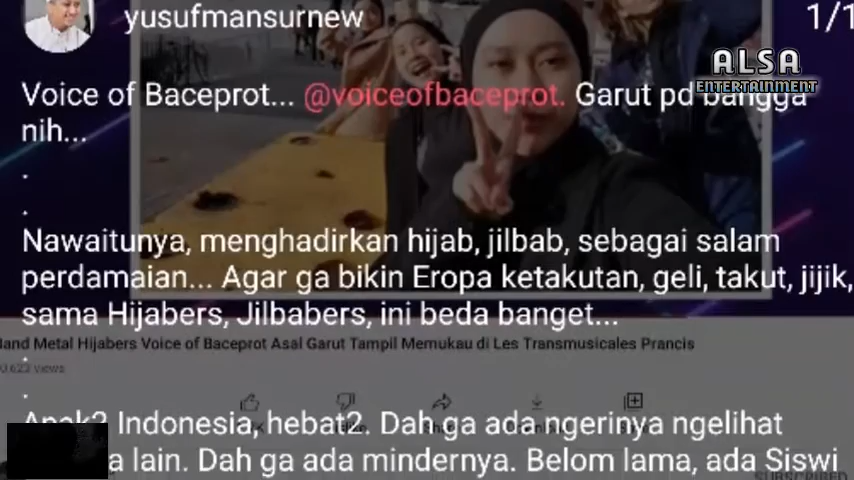 yusufmansurnew
1/1
ALSA
ENTERTAINMENT
Voice of Baceprot... @voiceofbaceprot. Garut pd bangga
nih...
.
.
Nawaitunya, menghadirkan hijab, jilbab, sebagai salam
perdamaian... Agar ga bikin Eropa ketakutan, geli, takut, jijik,
sama Hijabers, Jilbabers, ini beda banget...
Band Metal Hijabers Voice of Baceprot Asal Garut Tampil Memukau di Les Transmusicales Prancis
views
.
.
Anak2 Indonesia, hebat2. Dah ga ada ngerinya ngelihat
lain. Dah ga ada mindernya. Belom lama, ada Siswi
SUBSCRIBED